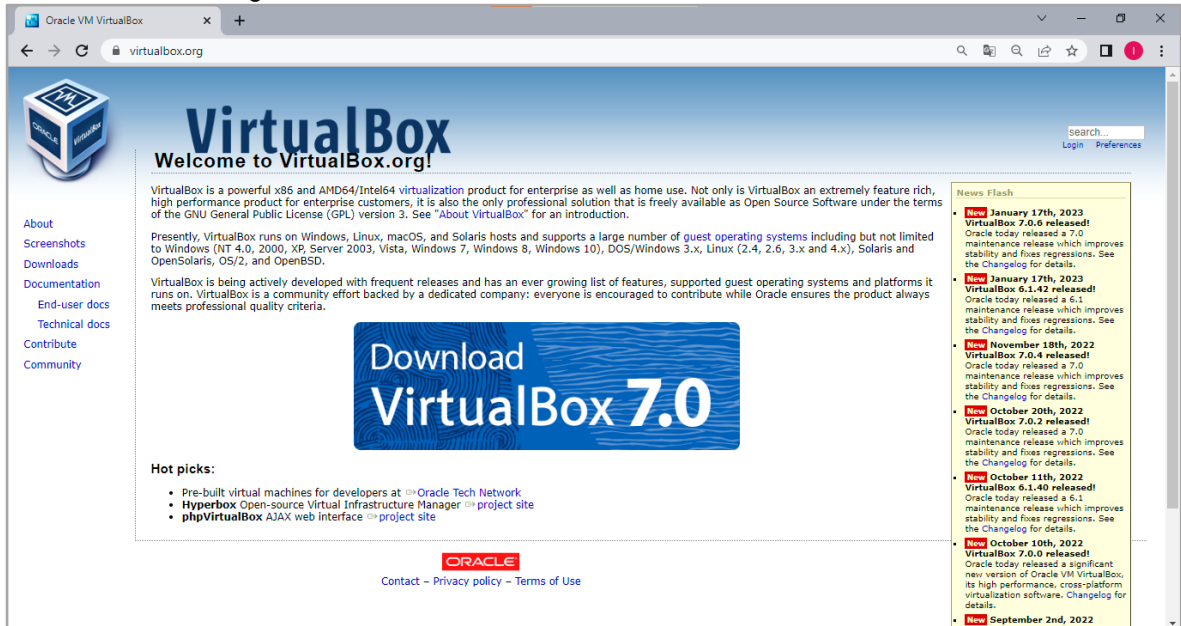 Oracle VM VirtualBox
virtualbox.org
I
ORACLE
VirtualBox
VirtualBox
search...
Login Preferences
Welcome to VirtualBox.org!
VirtualBox is a powerful x86 and AMD64/Intel64 virtualization product for enterprise as well as home use. Not only is VirtualBox an extremely feature rich,
high performance product for enterprise customers, it is also the only professional solution that is freely available as Open Source Software under the terms
of the GNU General Public License (GPL) version 3. See "About VirtualBox" for an introduction.
Presently, VirtualBox runs on Windows, Linux, macOS, and Solaris hosts and supports a large number of guest operating systems including but not limited
to Windows (NT 4.0, 2000, XP, Server 2003, Vista, Windows 7, Windows 8, Windows 10), DOS/Windows 3.x, Linux (2.4, 2.6, 3.x and 4.x), Solaris and
OpenSolaris, OS/2, and OpenBSD.
VirtualBox is being actively developed with frequent releases and has an ever growing list of features, supported guest operating systems and platforms it
runs on. VirtualBox is a community effort backed by a dedicated company: everyone is encouraged to contribute while Oracle ensures the product always
meets professional quality criteria.
About
Screenshots
Downloads
Documentation
End-user docs
Technical docs
Contribute
Community
Download
VirtualBox 7.0
Hot picks:
Pre-built virtual machines for developers at Oracle Tech Network
Hyperbox Open-source Virtual Infrastructure Manager project site
phpVirtualBox AJAX web interface project site
ORACLE
Contact – Privacy policy – Terms of Use
News Flash
New January 17th, 2023
VirtualBox 7.0.6 released!
Oracle today released a 7.0
maintenance release which improves
stability and fixes regressions. See
the Changelog for details.
New January 17th, 2023
VirtualBox 6.1.42 released!
Oracle today released a 6.1
maintenance release which improves
stability and fixes regressions. See
the Changelog for details.
New November 18th, 2022
VirtualBox 7.0.4 released!
Oracle today released a 7.0
maintenance release which improves
stability and fixes regressions. See
the Changelog for details.
New October 20th, 2022
VirtualBox 7.0.2 released!
Oracle today released a 7.0
maintenance release which improves
stability and fixes regressions. See
the Changelog for details.
New October 11th, 2022
VirtualBox 6.1.40 released!
Oracle today released a 6.1
maintenance release which improves
stability and fixes regressions. See
the Changelog for details.
New October 10th, 2022
VirtualBox 7.0.0 released!
Oracle today released a significant
new version of Oracle VM VirtualBox,
its high performance, cross-platform
virtualization software. Changelog for
details.
New September 2nd, 2022